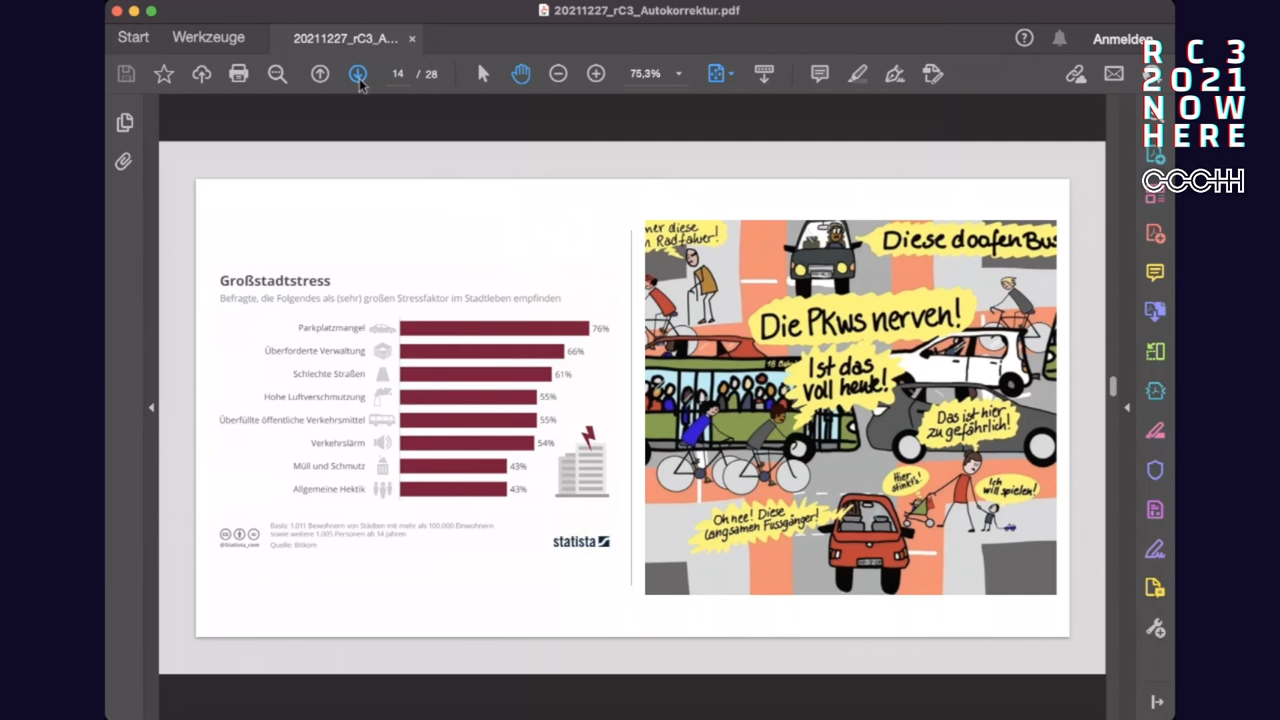 20211227_rC3_Autokorrektur.pdf
Start
Werkzeuge
20211227_rC3_A... ×
Anmelden
14 / 28
75,3%
R C 3
2021
NOW
HERE
CCCHH
Großstadtstress
Befragte, die Folgendes als (sehr) großen Stressfaktor im Stadtleben empfinden
Parkplatzmangel 76%
Überforderte Verwaltung 66%
Schlechte Straßen 61%
Hohe Luftverschmutzung 55%
Überfüllte öffentliche Verkehrsmittel 55%
Verkehrslärm 54%
Müll und Schmutz 43%
Allgemeine Hektik 43%
@Statista_com
Basis: 1.011 Bewohnern von Städten mit mehr als 100.000 Einwohnern
sowie weitere 1.005 Personen ab 14 Jahren
Quelle: Bitkom
statista
mer diese
n Radfahrer!
Diese doofen Bus
Die PKWs nerven!
Ist das
voll heute!
Das ist hier
zu gefährlich!
Hier
stinkt's!
Ich
will spielen!
Oh nee! Diese
langsamen Fussgänger!